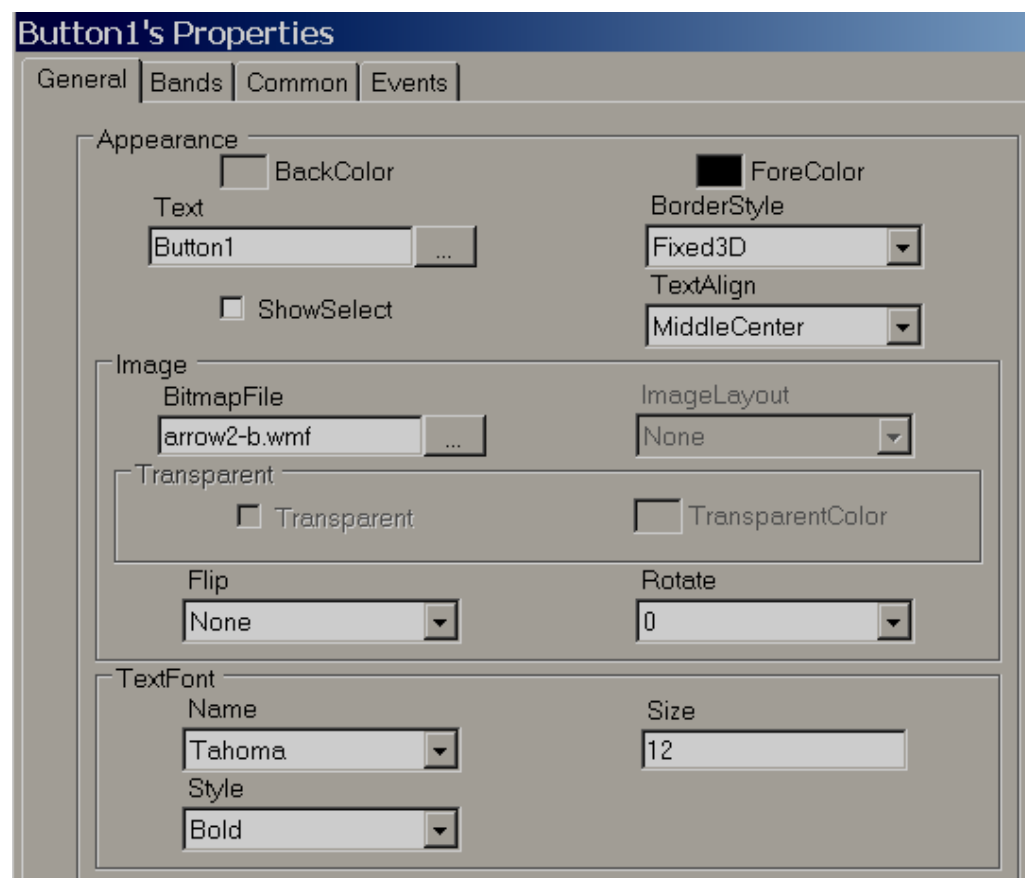 Button1's Properties
General Bands Common Events
Appearance
BackColor ForeColor
Text BorderStyle
Button1 ... Fixed3D
TextAlign
ShowSelect MiddleCenter
Image
BitmapFile ImageLayout
arrow2-b.wmf ... None
Transparent
Transparent TransparentColor
Flip Rotate
None 0
TextFont
Name Size
Tahoma 12
Style
Bold